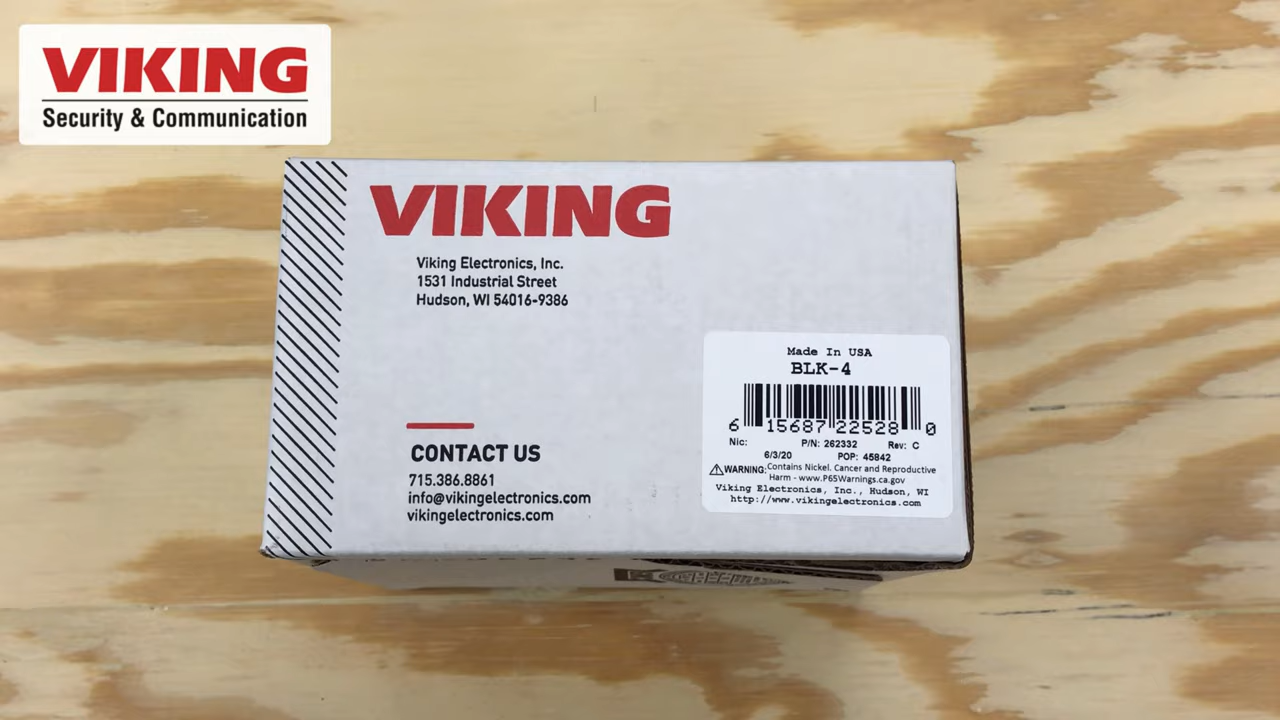 VIKING
Security & Communication
VIKING
Viking Electronics, Inc.
1531 Industrial Street
Hudson, WI 54016-9386
CONTACT US
715.386.8861
info@vikingelectronics.com
vikingelectronics.com
Made In USA
BLK-4
6 15687 22528 0
Nic: P/N: 262332 Rev: C
6/3/20 POP: 45842
WARNING: Contains Nickel. Cancer and Reproductive
Harm - www.P65Warnings.ca.gov
Viking Electronics, Inc., Hudson, WI
http://www.vikingelectronics.com